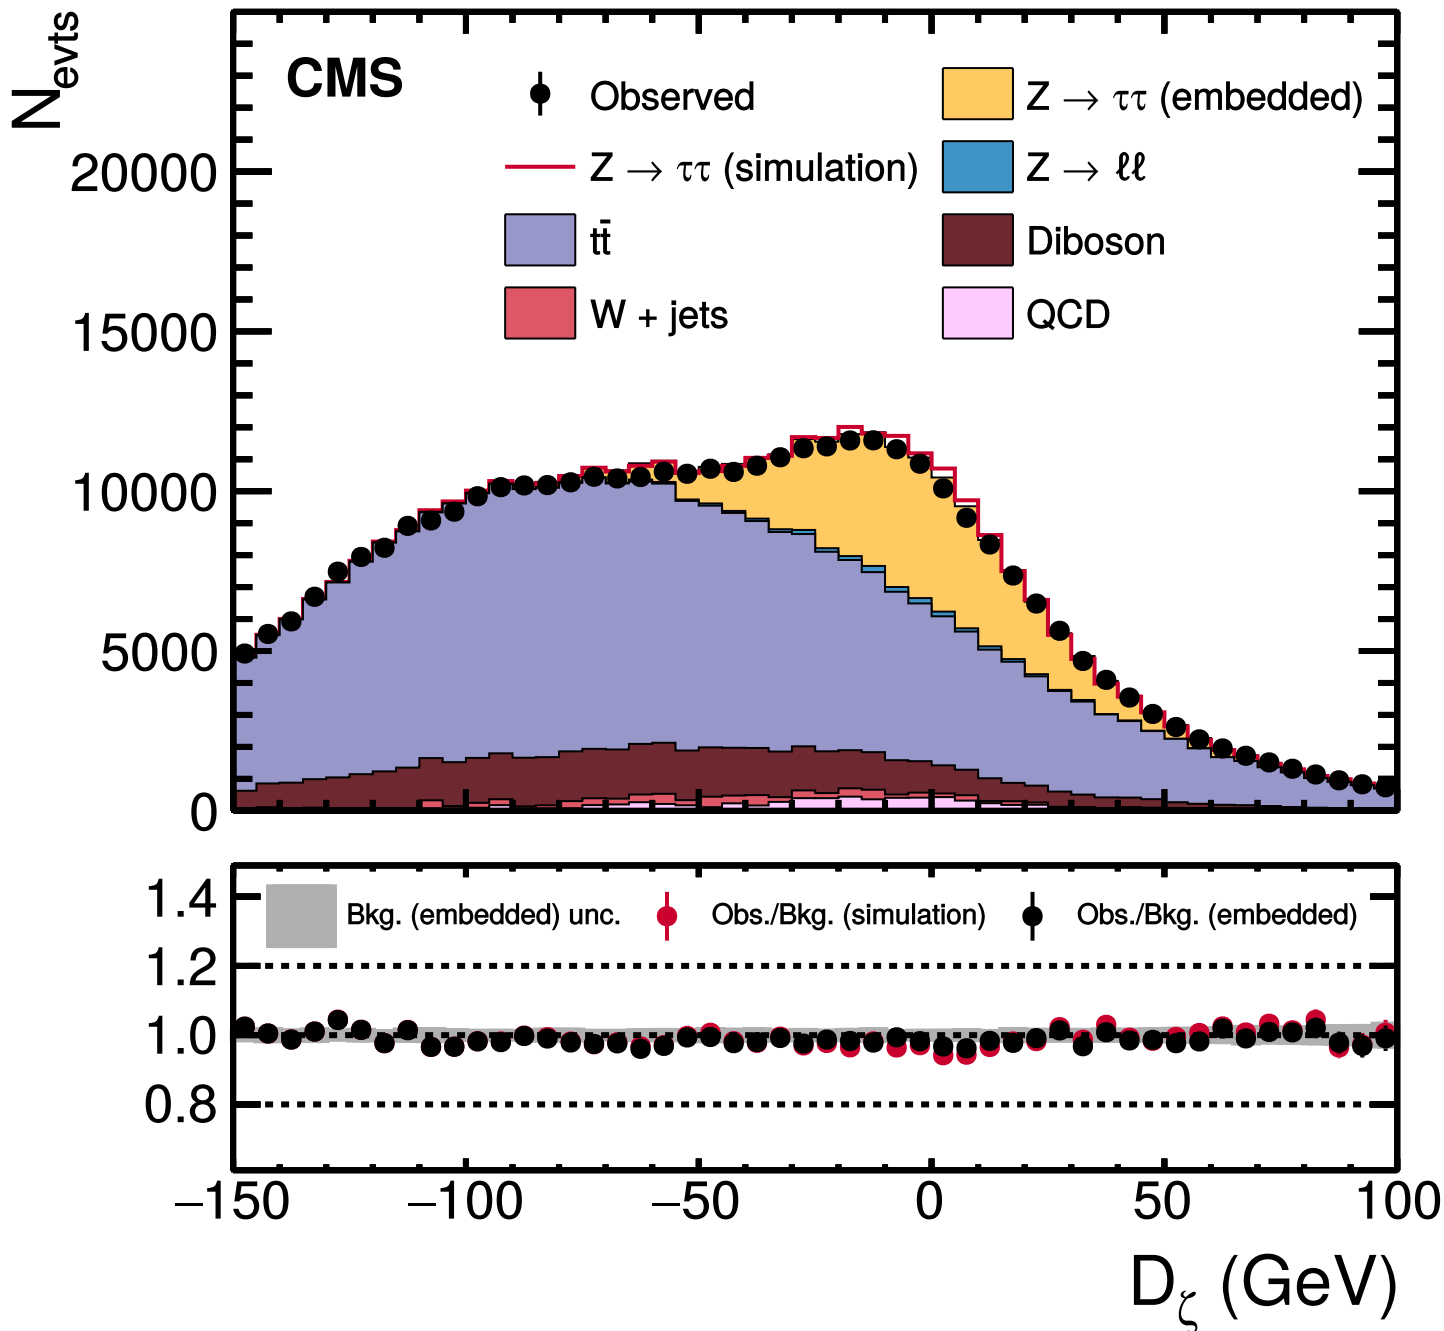 N_evts
CMS
Observed
Z → ττ (embedded)
Z → ττ (simulation)
Z → ℓℓ
tt̄
Diboson
W + jets
QCD
20000
15000
10000
5000
0
1.4
1.2
1.0
0.8
Bkg. (embedded) unc.
Obs./Bkg. (simulation)
Obs./Bkg. (embedded)
−150
−100
−50
0
50
100
D_ζ (GeV)